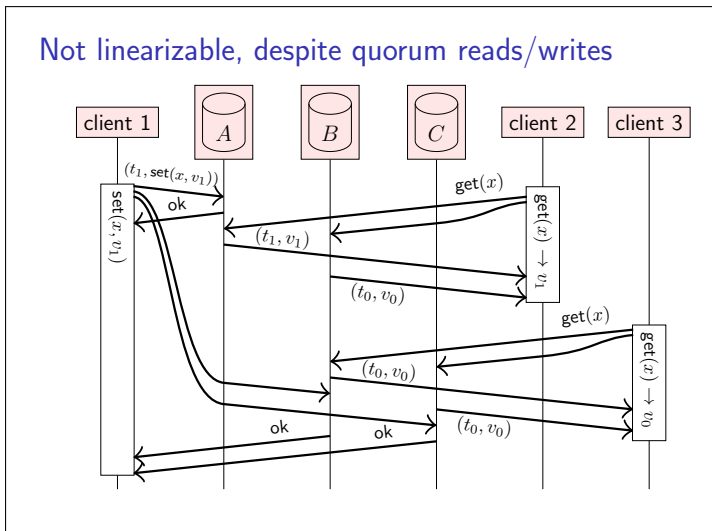 Not linearizable, despite quorum reads/writes
client 1
A
B
C
client 2
client 3
(t₁, set(x, v₁))
get(x)
ok
set(x, v₁)
get(x) → v₁
(t₁, v₁)
(t₀, v₀)
get(x)
get(x) → v₀
(t₀, v₀)
(t₀, v₀)
ok
ok